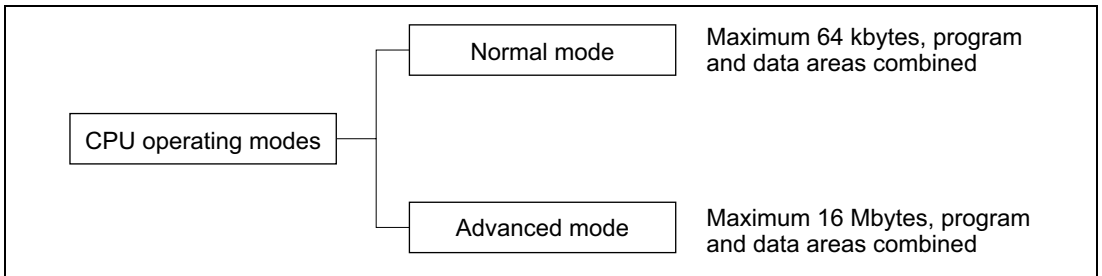 Normal mode
Maximum 64 kbytes, program
and data areas combined
CPU operating modes
Advanced mode
Maximum 16 Mbytes, program
and data areas combined